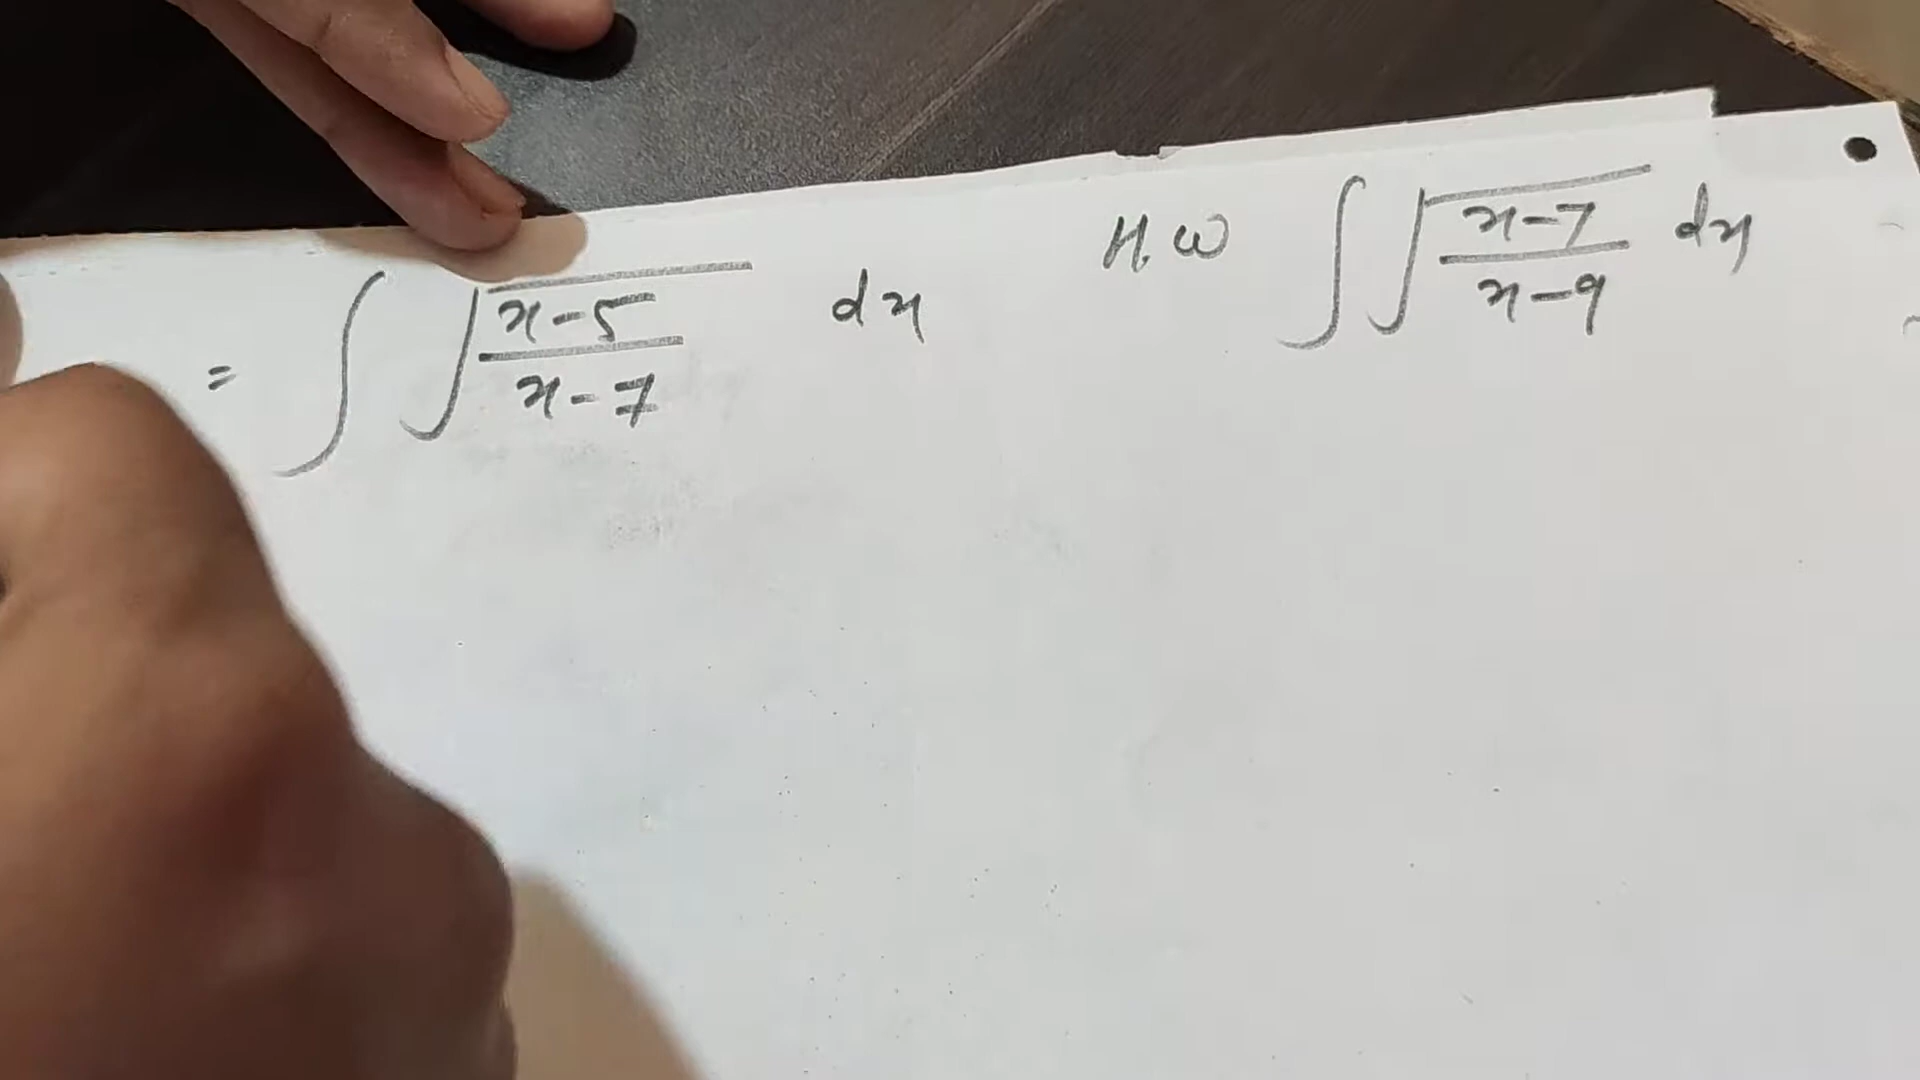 = ∫ √((x-5)/(x-7)) dx
H.W ∫ √((x-7)/(x-9)) dx